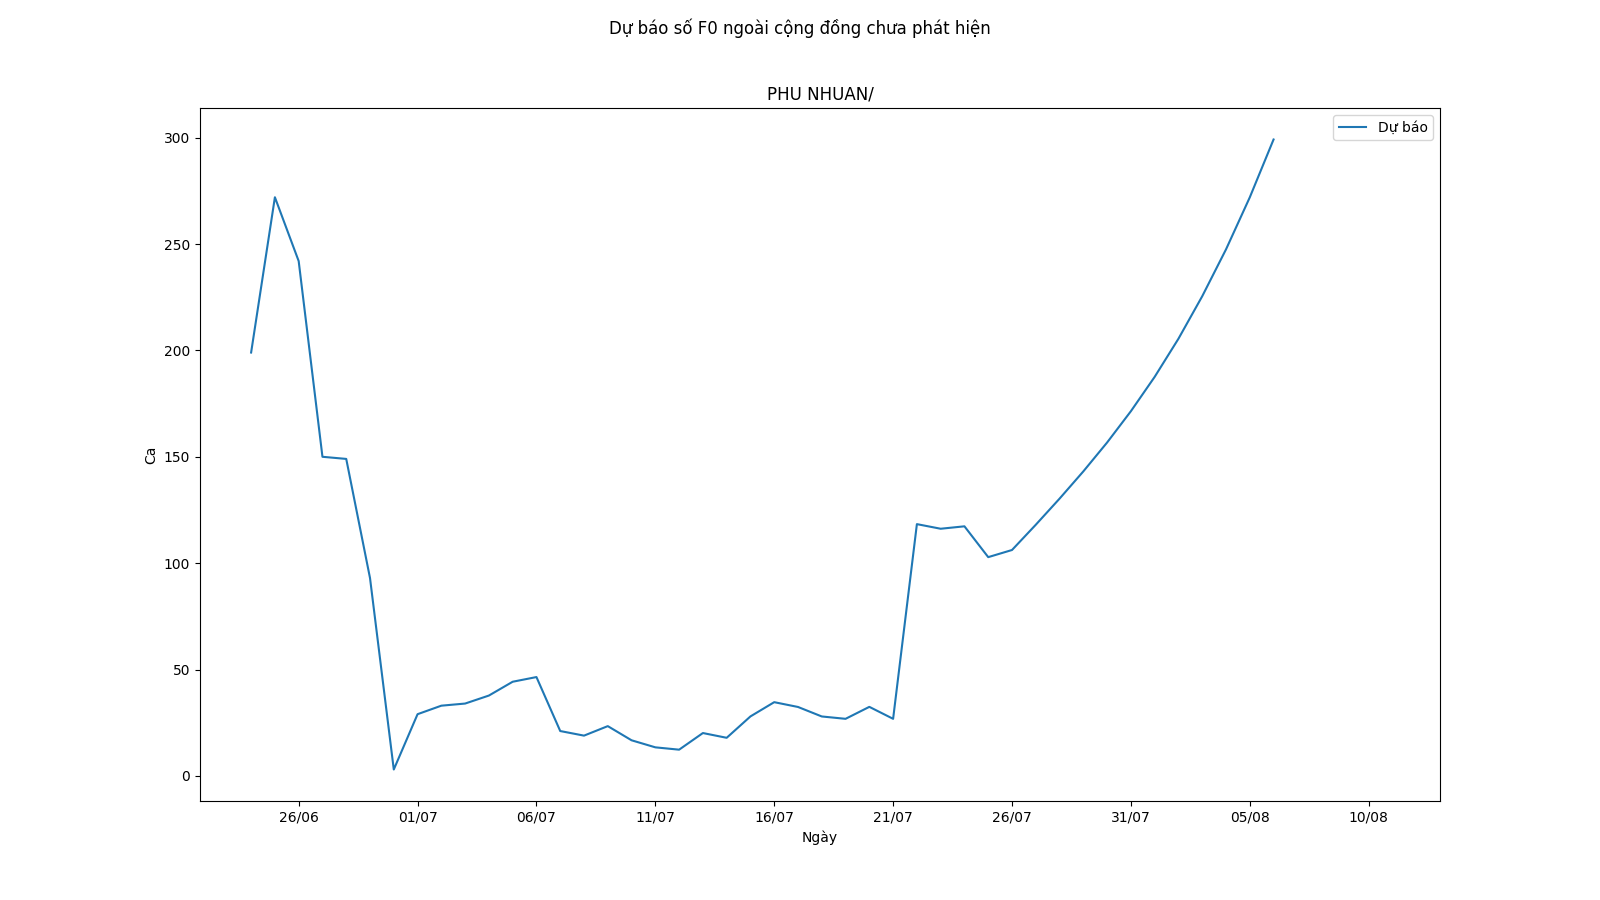 Dự báo số F0 ngoài cộng đồng chưa phát hiện
PHU NHUAN/
Dự báo
300
250
200
150
100
50
0
Ca
26/06 01/07 06/07 11/07 16/07 21/07 26/07 31/07 05/08 10/08
Ngày